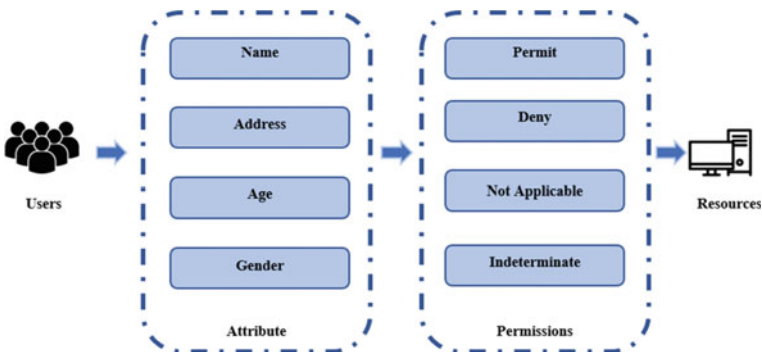 Users
Name
Address
Age
Gender
Attribute
Permit
Deny
Not Applicable
Indeterminate
Permissions
Resources